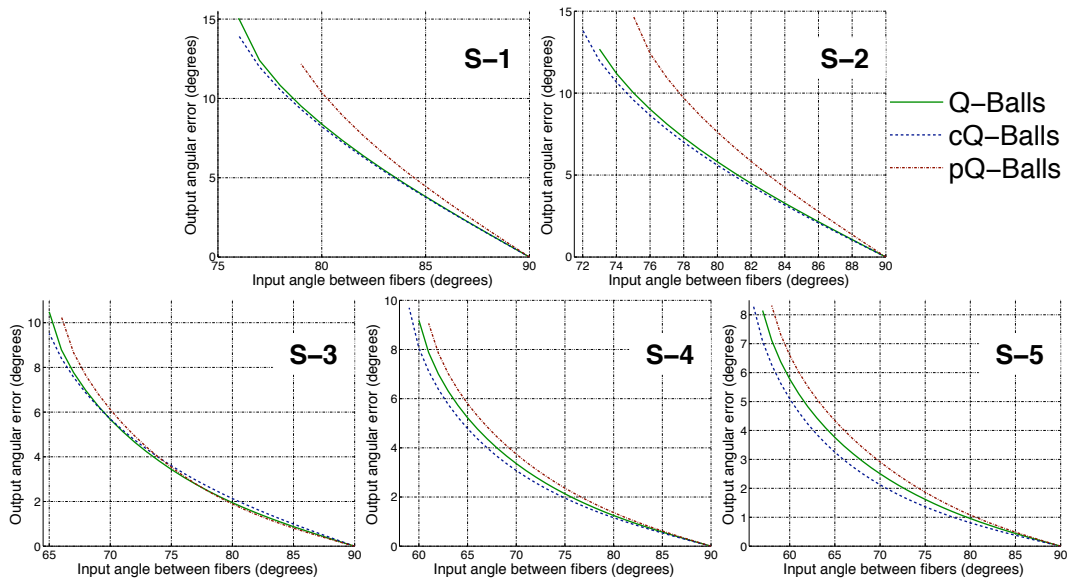 15
10
5
0
Output angular error (degrees)
S–1
75 80 85 90
Input angle between fibers (degrees)
15
10
5
0
Output angular error (degrees)
S–2
72 74 76 78 80 82 84 86 88 90
Input angle between fibers (degrees)
Q–Balls
cQ–Balls
pQ–Balls
10
8
6
4
2
0
Output angular error (degrees)
S–3
65 70 75 80 85 90
Input angle between fibers (degrees)
10
8
6
4
2
0
Output angular error (degrees)
S–4
60 65 70 75 80 85 90
Input angle between fibers (degrees)
8
7
6
5
4
3
2
1
0
Output angular error (degrees)
S–5
60 65 70 75 80 85 90
Input angle between fibers (degrees)